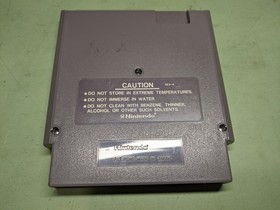 CAUTION
● DO NOT STORE IN EXTREME TEMPERATURES.
● DO NOT IMMERSE IN WATER.
● DO NOT CLEAN WITH BENZENE, THINNER,
ALCOHOL OR OTHER SUCH SOLVENTS.
Nintendo
Nintendo